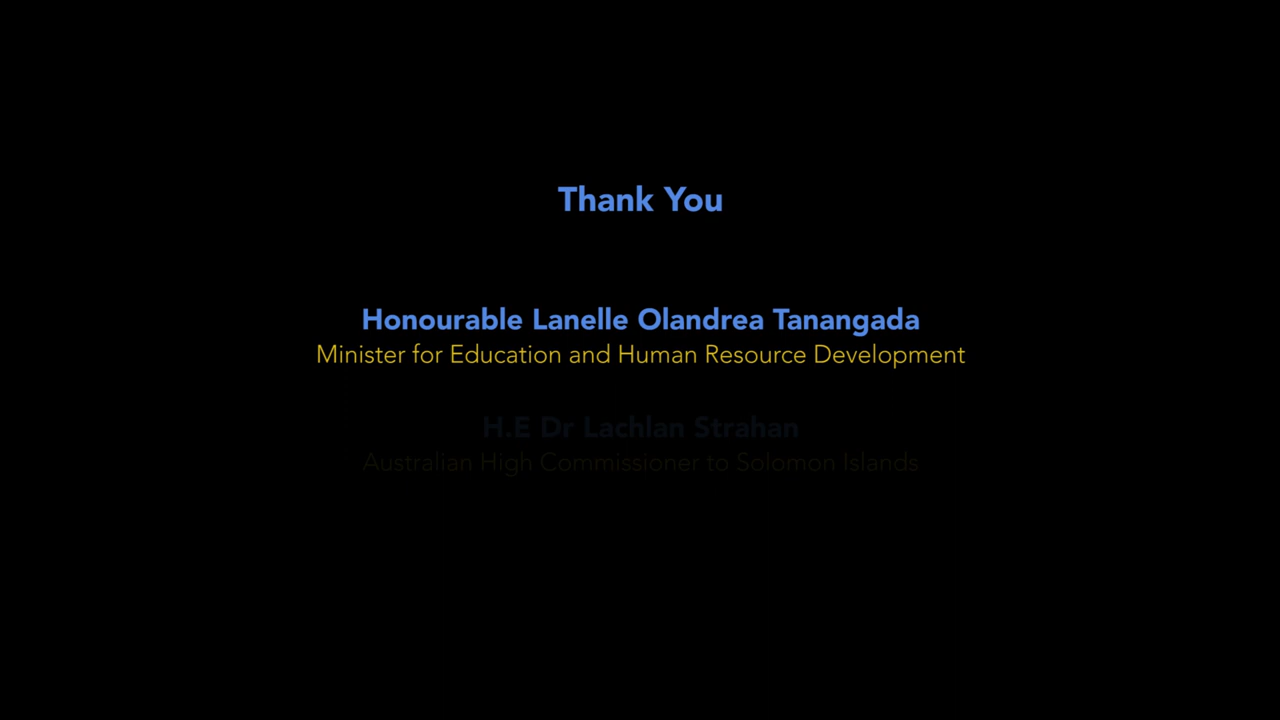 Thank You
Honourable Lanelle Olandrea Tanangada
Minister for Education and Human Resource Development
H.E Dr Lachlan Strahan
Australian High Commissioner to Solomon Islands